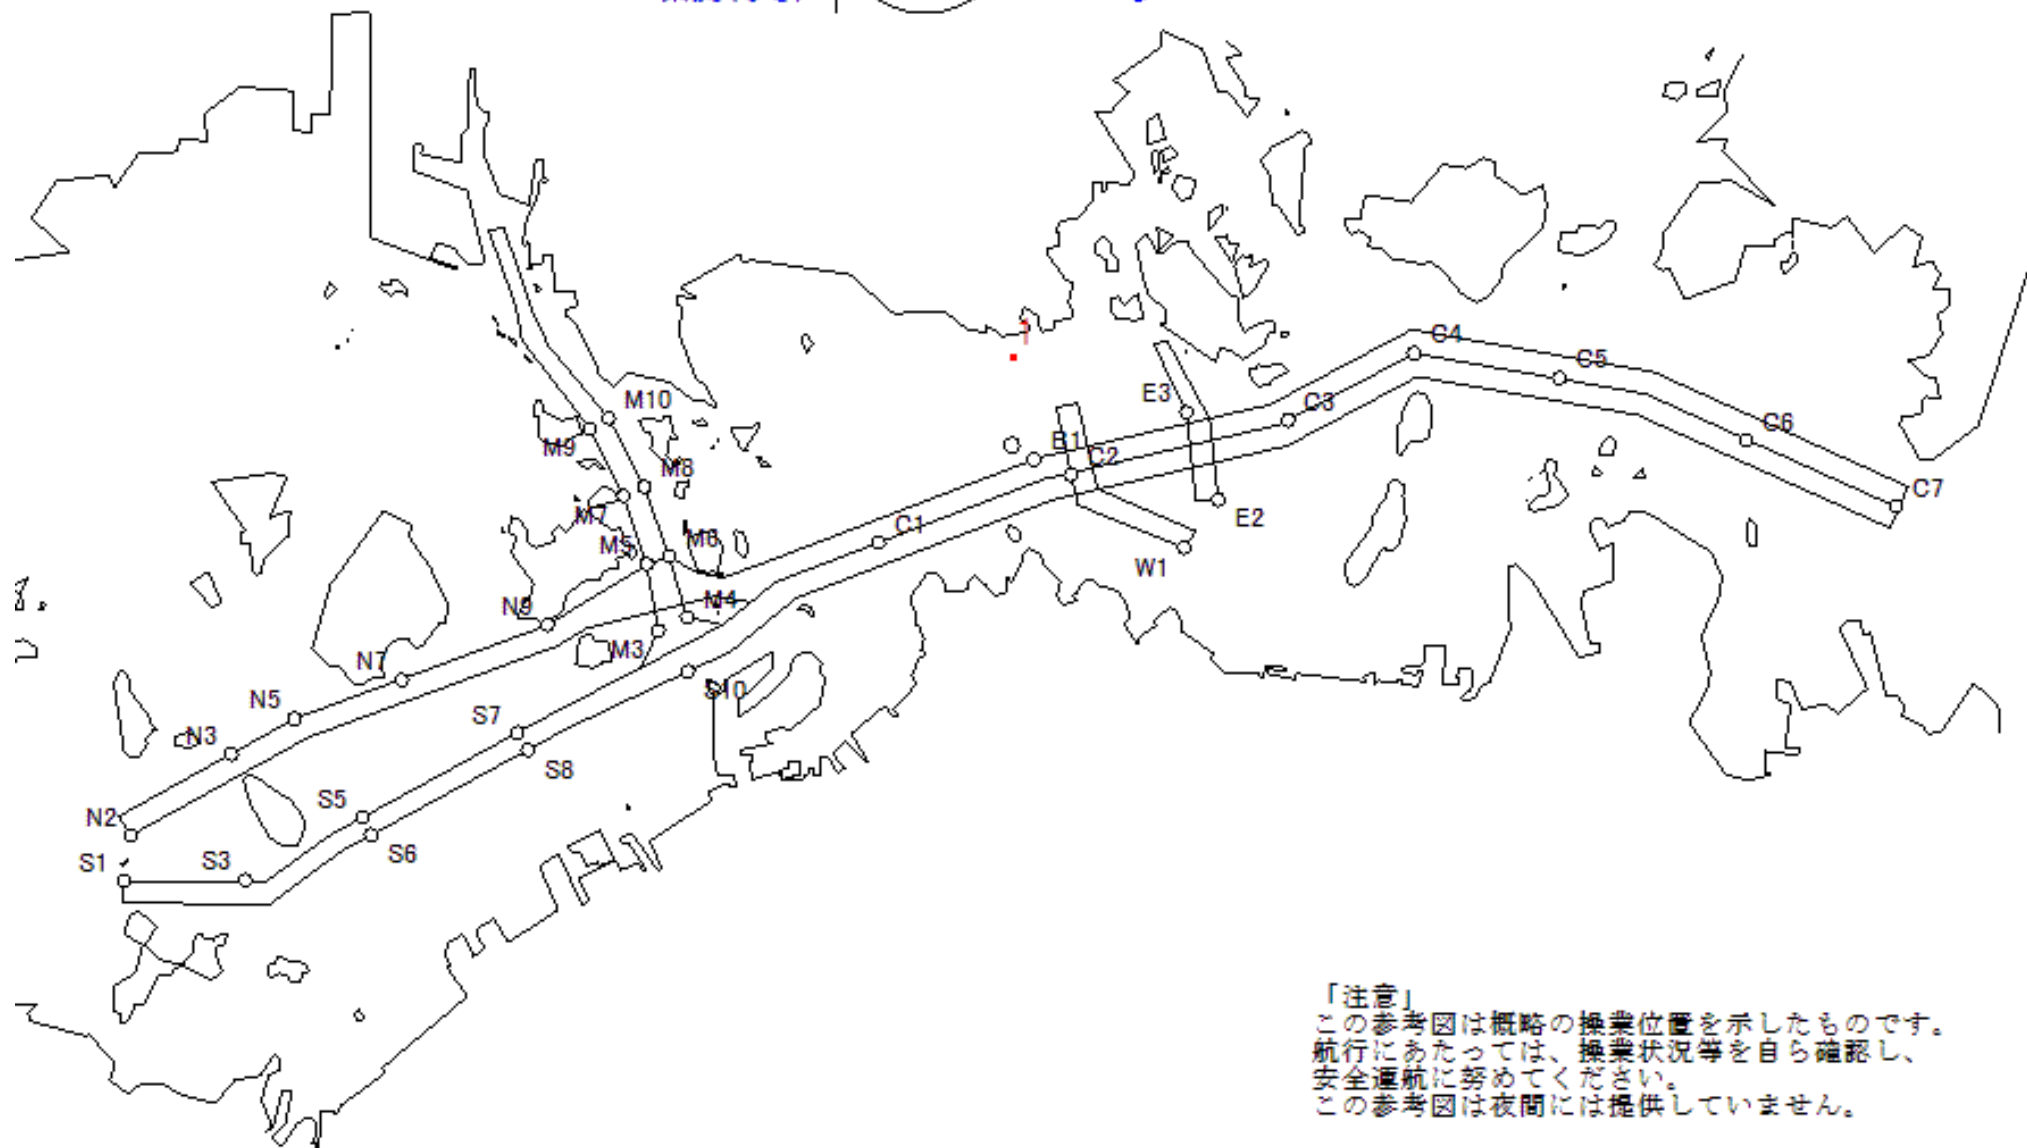 1
C4
C5
E3
M10
C3
C6
M9
B1
M8
C2
C7
M7
E2
C1
M6
M5
W1
N9
M4
M3
N7
S10
N5
S7
N3
S8
S5
N2
S6
S1
S3
「注意」
この参考図は概略の操業位置を示したものです。
航行にあたっては、操業状況等を自ら確認し、
安全運航に努めてください。
この参考図は夜間には提供していません。